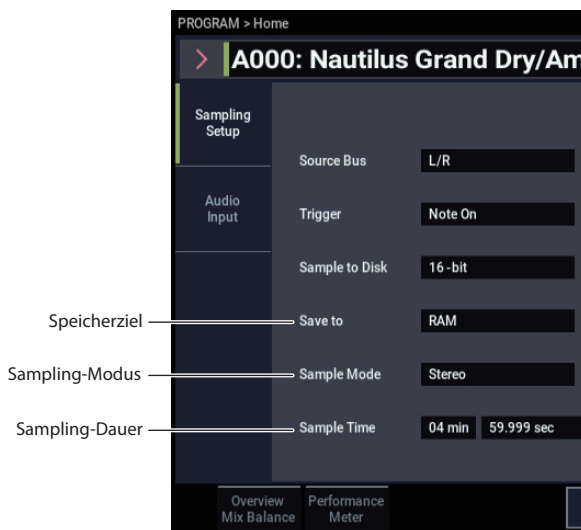 PROGRAM > Home
A000: Nautilus Grand Dry/Am
Sampling
Setup
Source Bus L/R
Audio
Input
Trigger Note On
Sample to Disk 16-bit
Speicherziel Save to RAM
Sampling-Modus Sample Mode Stereo
Sampling-Dauer Sample Time 04 min 59.999 sec
Overview
Mix Balance
Performance
Meter